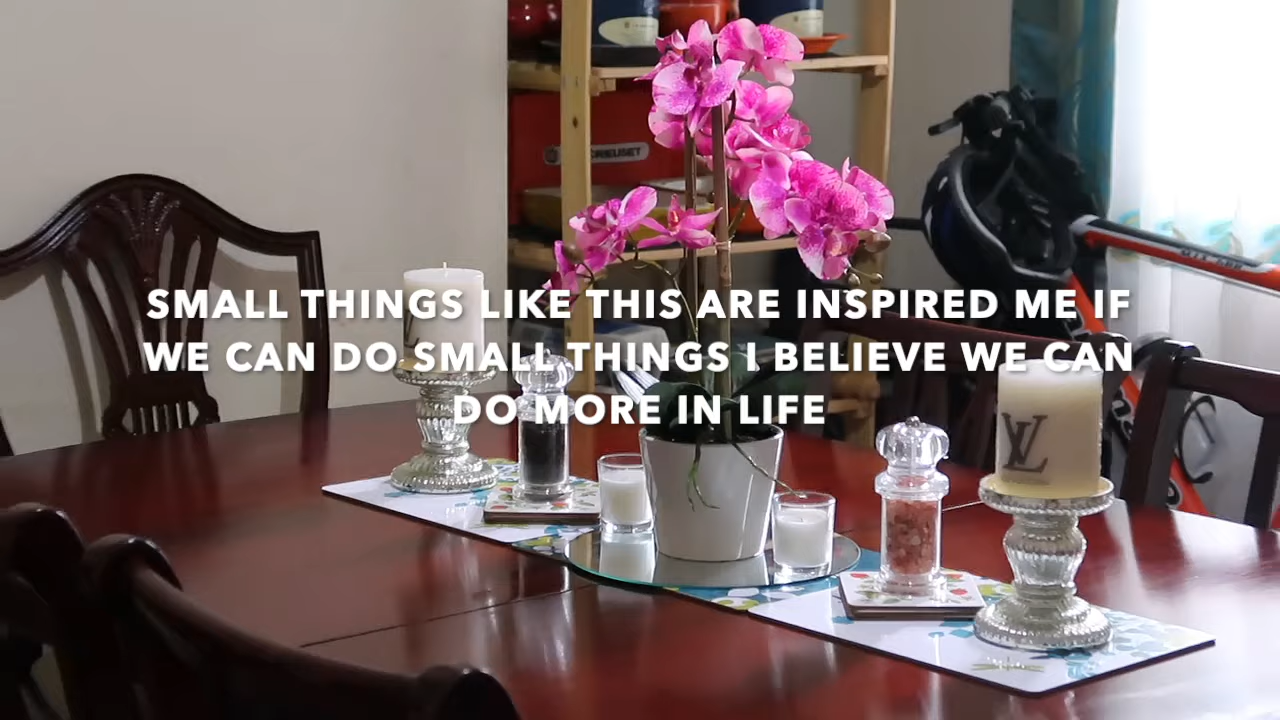 SMALL THINGS LIKE THIS ARE INSPIRED ME IF
WE CAN DO SMALL THINGS I BELIEVE WE CAN
DO MORE IN LIFE
LV